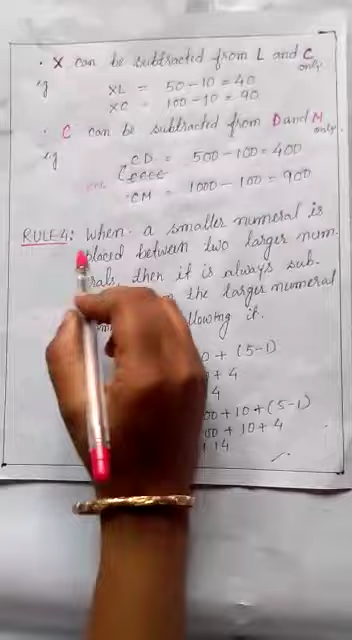 · X can be subtracted from L and C only.
eg XL = 50-10 = 40
XC = 100-10 = 90
· C can be subtracted from D and M only.
eg CD = 500-100 = 400
CM = 1000-100 = 900
RULE 4: When a smaller numeral is
placed between two larger num-
rals, then it is always sub-
the larger numeral
following it.
0 + (5-1)
+ 4
4
00 + 10 + (5-1)
+ 10 + 4
14